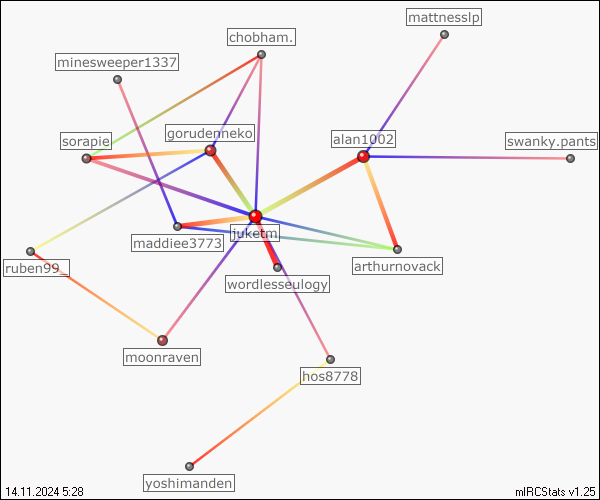 mattnesslp
chobham.
minesweeper1337
gorudenneko
alan1002
sorapie
swanky.pants
juketm
maddiee3773
ruben99_
arthurnovack
wordlesseulogy
moonraven
hos8778
yoshimanden
14.11.2024 5:28
mIRCStats v1.25